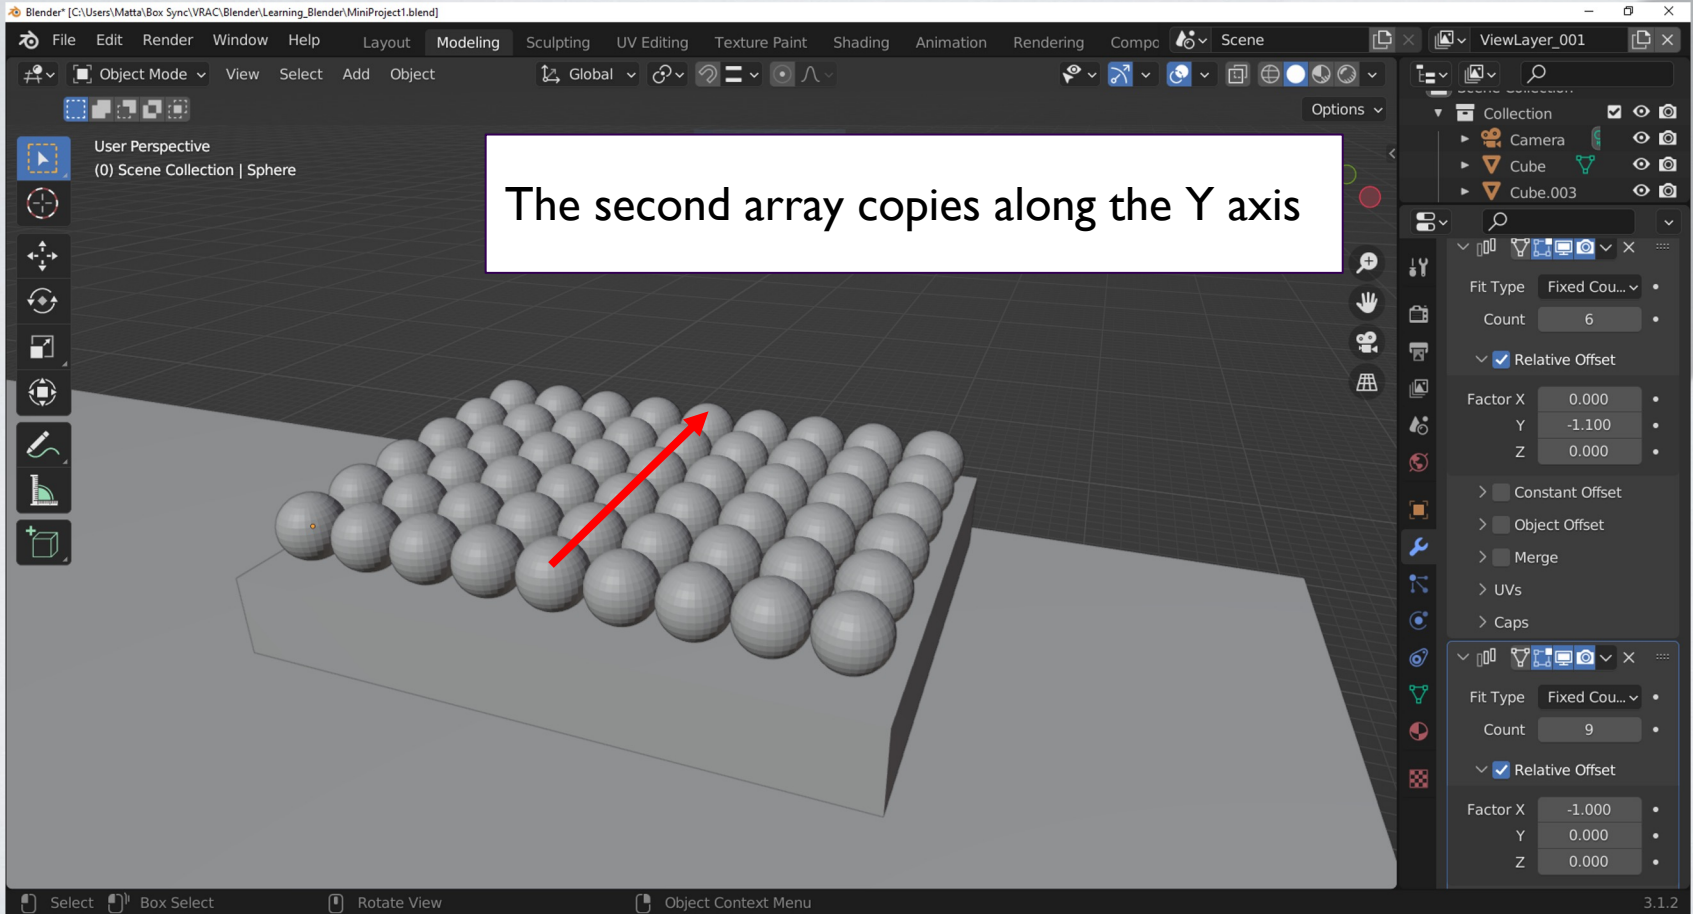 Blender* [C:\Users\Matta\Box Sync\VRAC\Blender\Learning_Blender\MiniProject1.blend]
File Edit Render Window Help Layout Modeling Sculpting UV Editing Texture Paint Shading Animation Rendering Compo Scene ViewLayer_001
Object Mode View Select Add Object Global
Options
User Perspective
(0) Scene Collection | Sphere
The second array copies along the Y axis
Scene Collection
Collection
Camera
Cube
Cube.003
Fit Type Fixed Cou...
Count 6
Relative Offset
Factor X 0.000
Y -1.100
Z 0.000
Constant Offset
Object Offset
Merge
UVs
Caps
Fit Type Fixed Cou...
Count 9
Relative Offset
Factor X -1.000
Y 0.000
Z 0.000
Select Box Select Rotate View Object Context Menu 3.1.2